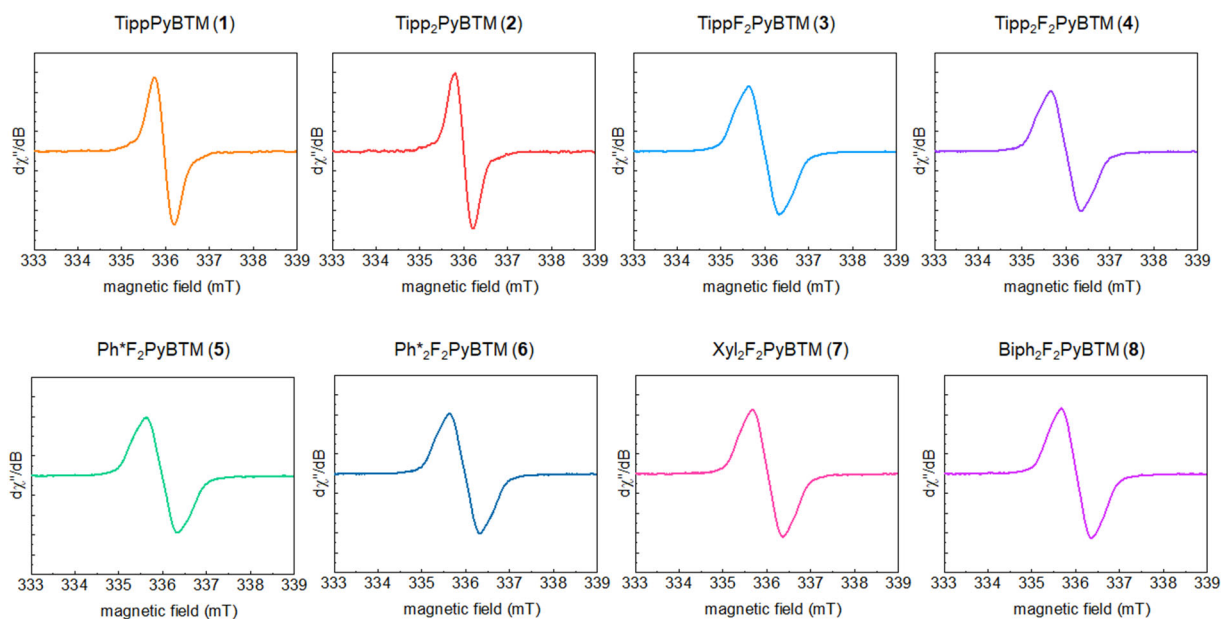 TippPyBTM (1)
Tipp₂PyBTM (2)
TippF₂PyBTM (3)
Tipp₂F₂PyBTM (4)
dχ"/dB
dχ"/dB
dχ"/dB
dχ"/dB
333 334 335 336 337 338 339
333 334 335 336 337 338 339
333 334 335 336 337 338 339
333 334 335 336 337 338 339
magnetic field (mT)
magnetic field (mT)
magnetic field (mT)
magnetic field (mT)
Ph*F₂PyBTM (5)
Ph*₂F₂PyBTM (6)
Xyl₂F₂PyBTM (7)
Biph₂F₂PyBTM (8)
dχ"/dB
dχ"/dB
dχ"/dB
dχ"/dB
333 334 335 336 337 338 339
333 334 335 336 337 338 339
333 334 335 336 337 338 339
333 334 335 336 337 338 339
magnetic field (mT)
magnetic field (mT)
magnetic field (mT)
magnetic field (mT)